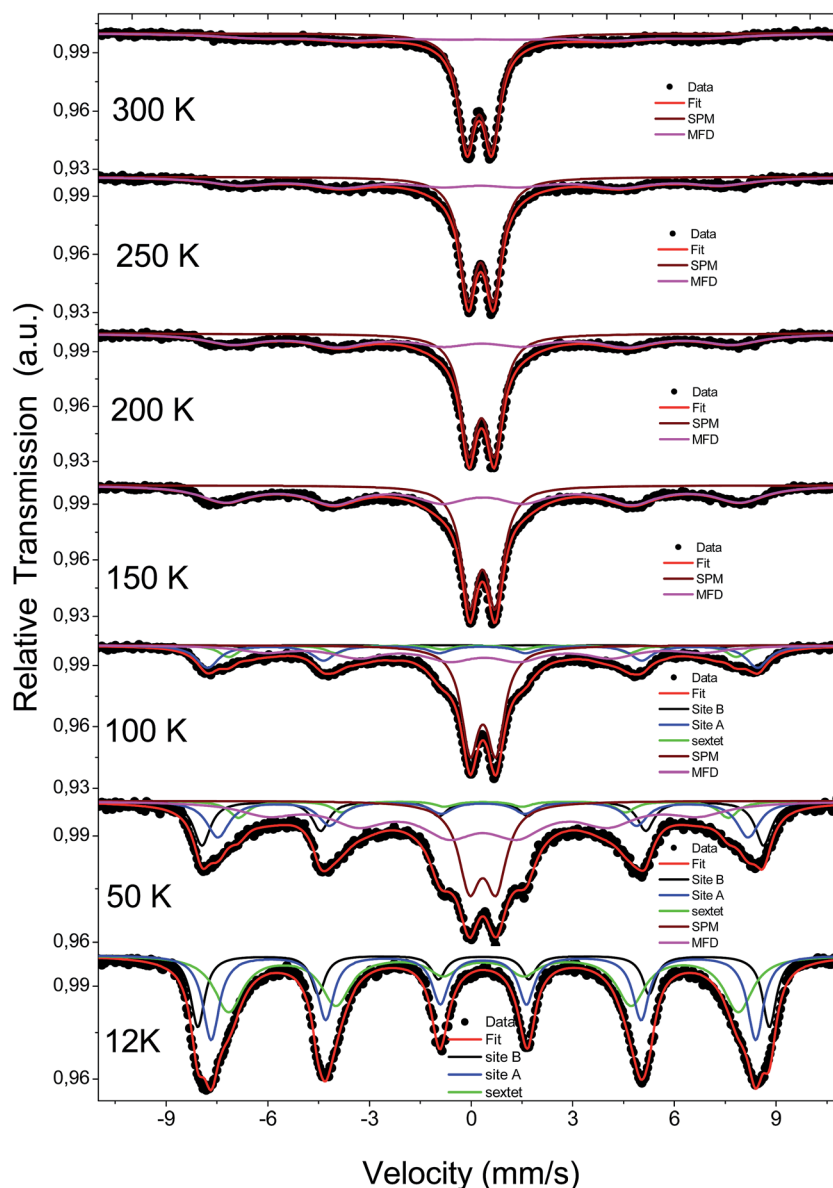 0,99
0,96
0,93
300 K
Data
Fit
SPM
MFD
0,99
0,96
0,93
250 K
Data
Fit
SPM
MFD
0,99
0,96
0,93
200 K
Data
Fit
SPM
MFD
0,99
0,96
0,93
150 K
Data
Fit
SPM
MFD
0,99
0,96
0,93
100 K
Data
Fit
Site B
Site A
sextet
SPM
MFD
0,99
0,96
50 K
Data
Fit
Site B
Site A
sextet
SPM
MFD
0,99
0,96
12K
Data
Fit
site B
site A
sextet
-9 -6 -3 0 3 6 9
Velocity (mm/s)
Relative Transmission (a.u.)